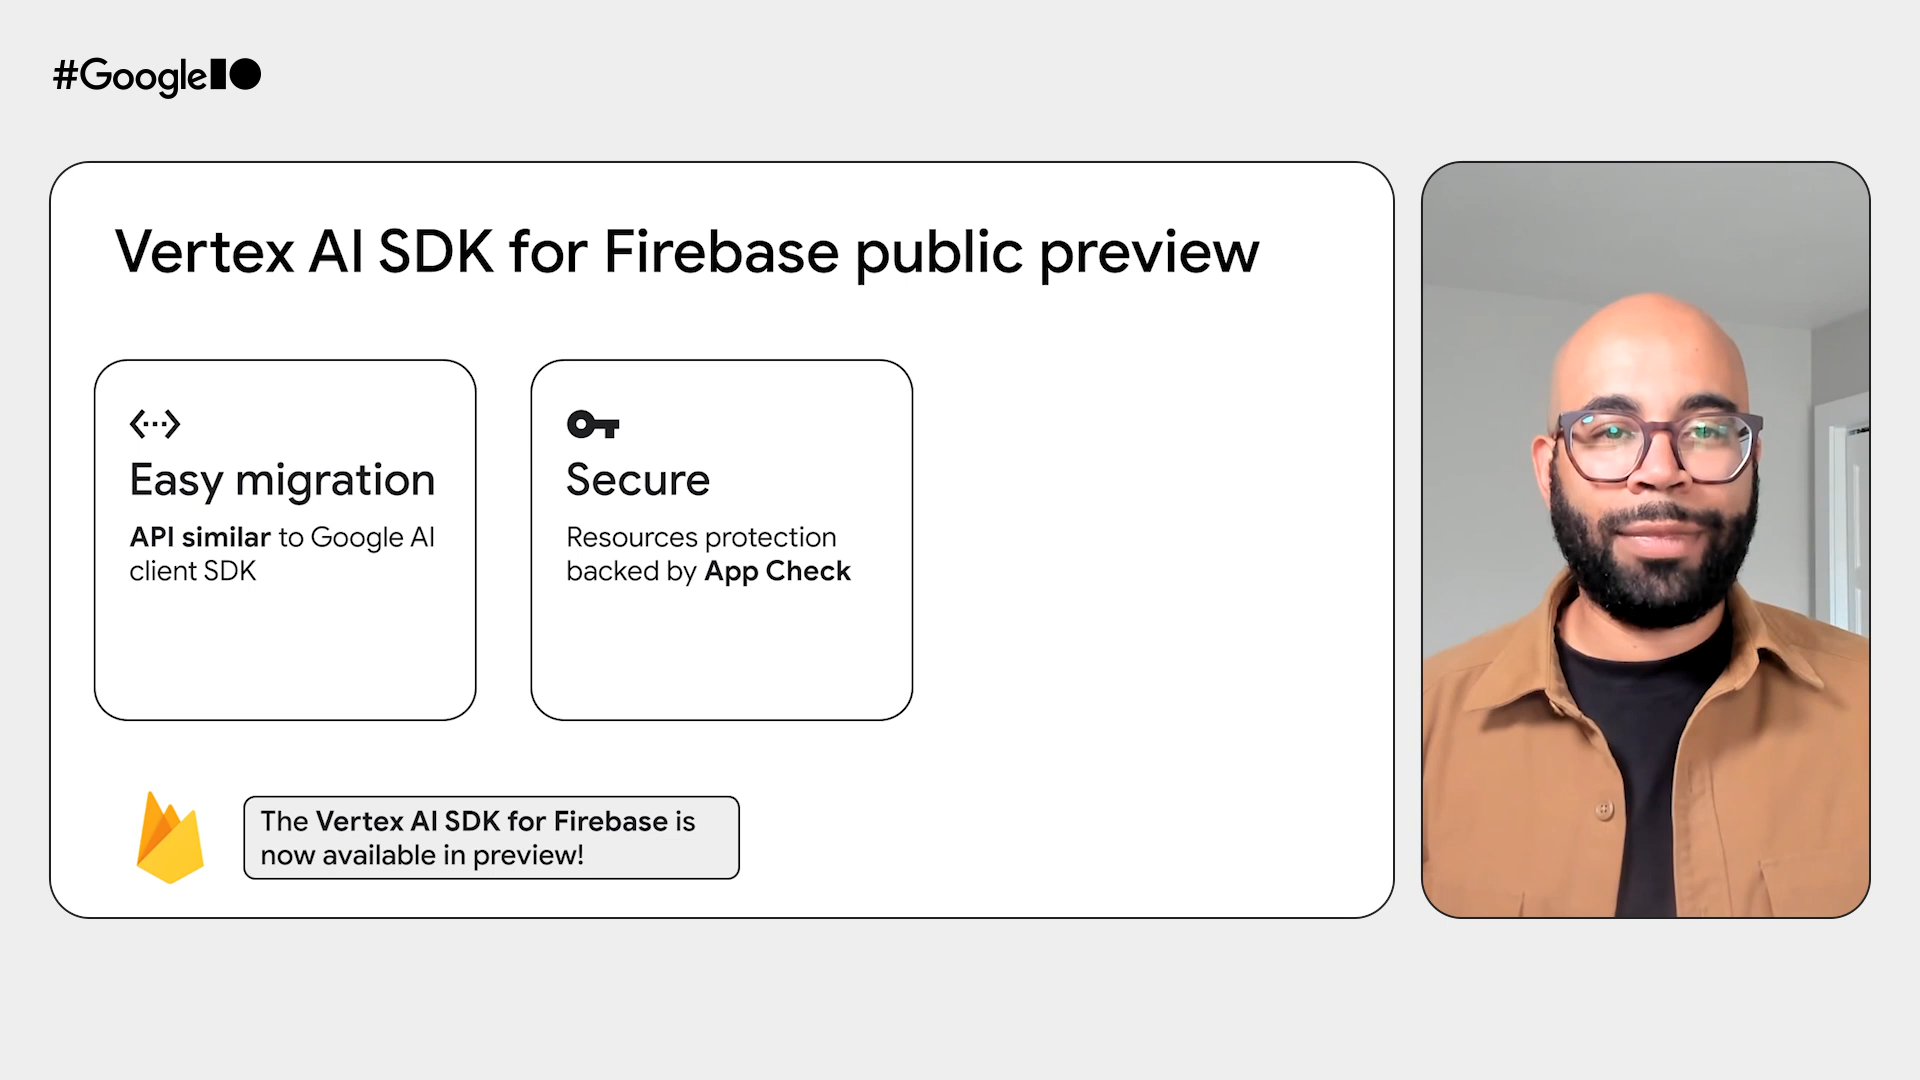 #GoogleIO
Vertex AI SDK for Firebase public preview
Easy migration
API similar to Google AI
client SDK
Secure
Resources protection
backed by App Check
The Vertex AI SDK for Firebase is
now available in preview!